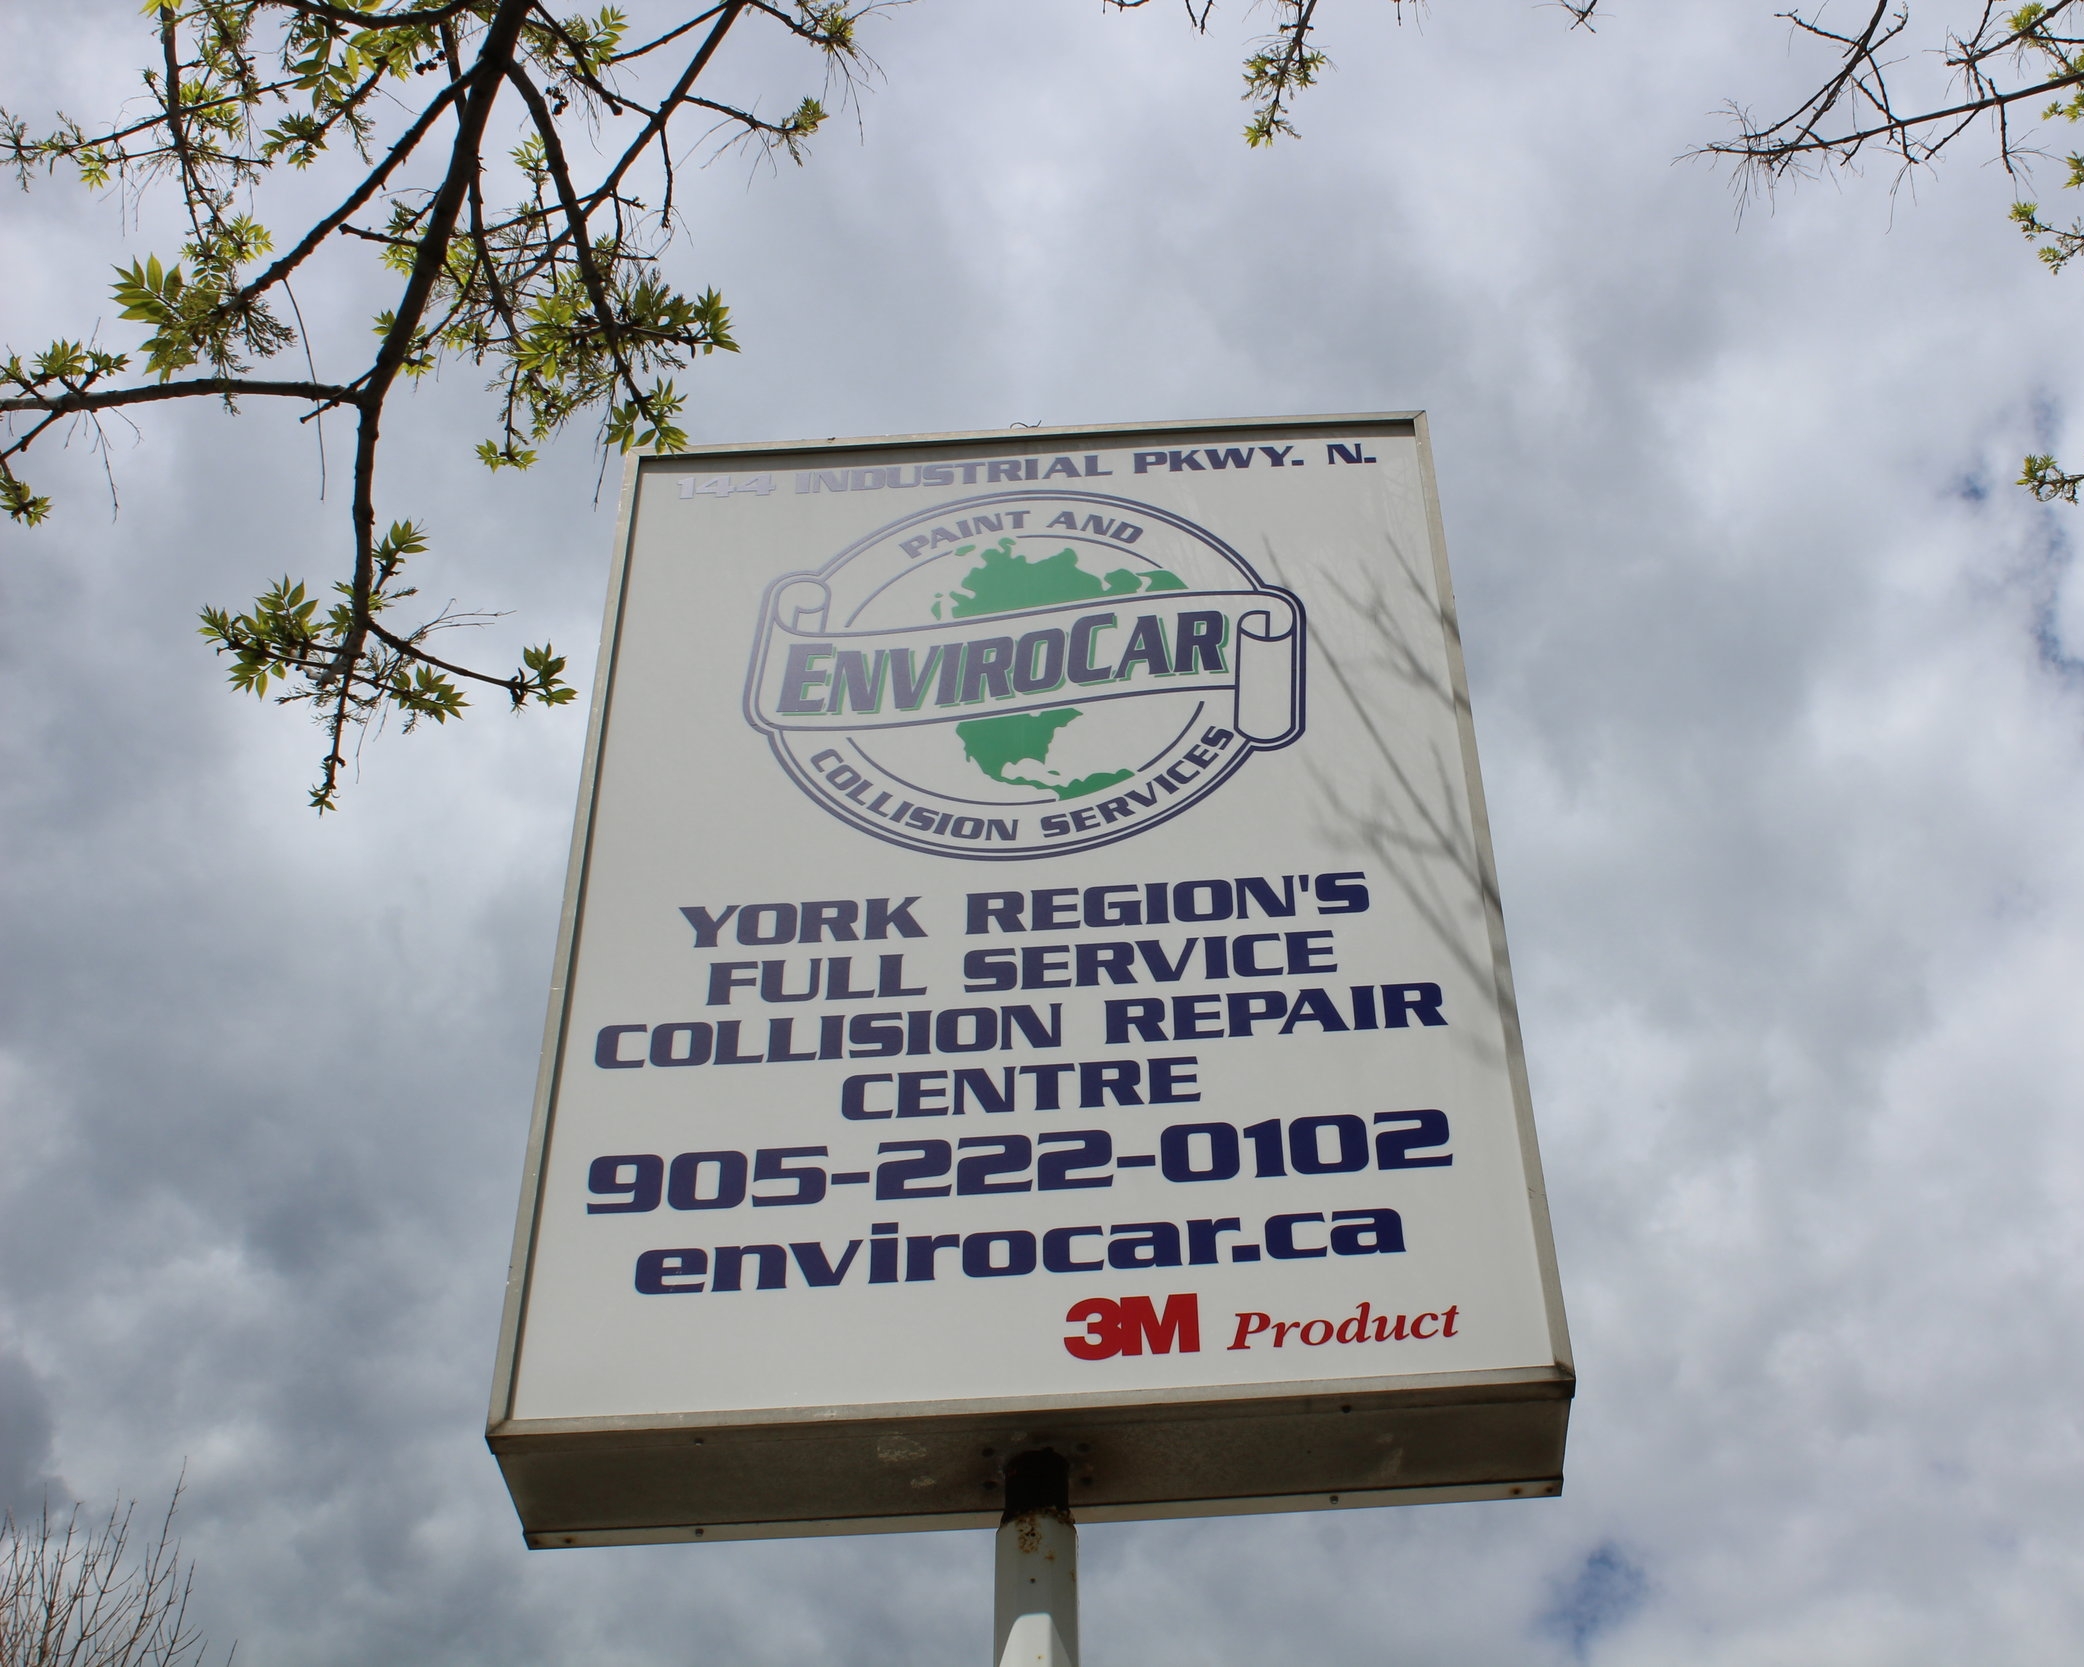 144 INDUSTRIAL PKWY. N.
PAINT AND
ENVIROCAR
COLLISION SERVICES
YORK REGION'S
FULL SERVICE
COLLISION REPAIR
CENTRE
905-222-0102
envirocar.ca
3M Product